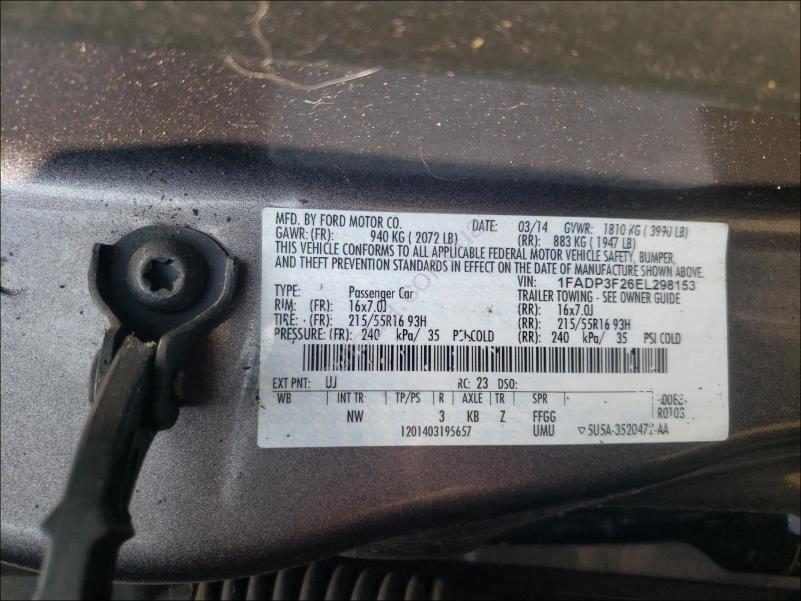 MFD. BY FORD MOTOR CO. DATE: 03/14 GVWR: 1810 KG ( 3990 LB)
GAWR:(FR): 940 KG ( 2072 LB) (RR): 883 KG ( 1947 LB)
THIS VEHICLE CONFORMS TO ALL APPLICABLE FEDERAL MOTOR VEHICLE SAFETY, BUMPER,
AND THEFT PREVENTION STANDARDS IN EFFECT ON THE DATE OF MANUFACTURE SHOWN ABOVE.
VIN: 1FADP3F26EL298153
TYPE: Passenger Car TRAILER TOWING - SEE OWNER GUIDE
RIM: (FR): 16x7.0J (RR): 16x7.0J
TIRE: (FR): 215/55R16 93H (RR): 215/55R16 93H
PRESSURE: (FR): 240 kPa/ 35 PSI COLD (RR): 240 kPa/ 35 PSI COLD
EXT PNT: UJ RC: 23 DSO:
WB INT TR TP/PS R AXLE TR SPR
NW 3 KB Z FFGG
1201403195657 UMU ▽5U5A-3520472-AA